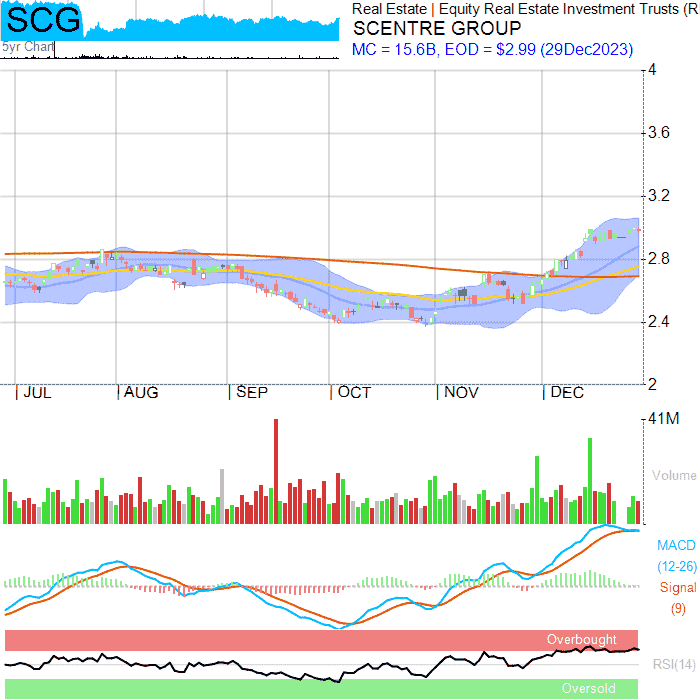 SCG
Real Estate | Equity Real Estate Investment Trusts (R
SCENTRE GROUP
MC = 15.6B, EOD = $2.99 (29Dec2023)
5yr Chart
4
3.6
3.2
2.8
2.4
2
| JUL | AUG | SEP | OCT | NOV | DEC
41M
Volume
MACD
(12-26)
Signal
(9)
Overbought
RSI(14)
Oversold